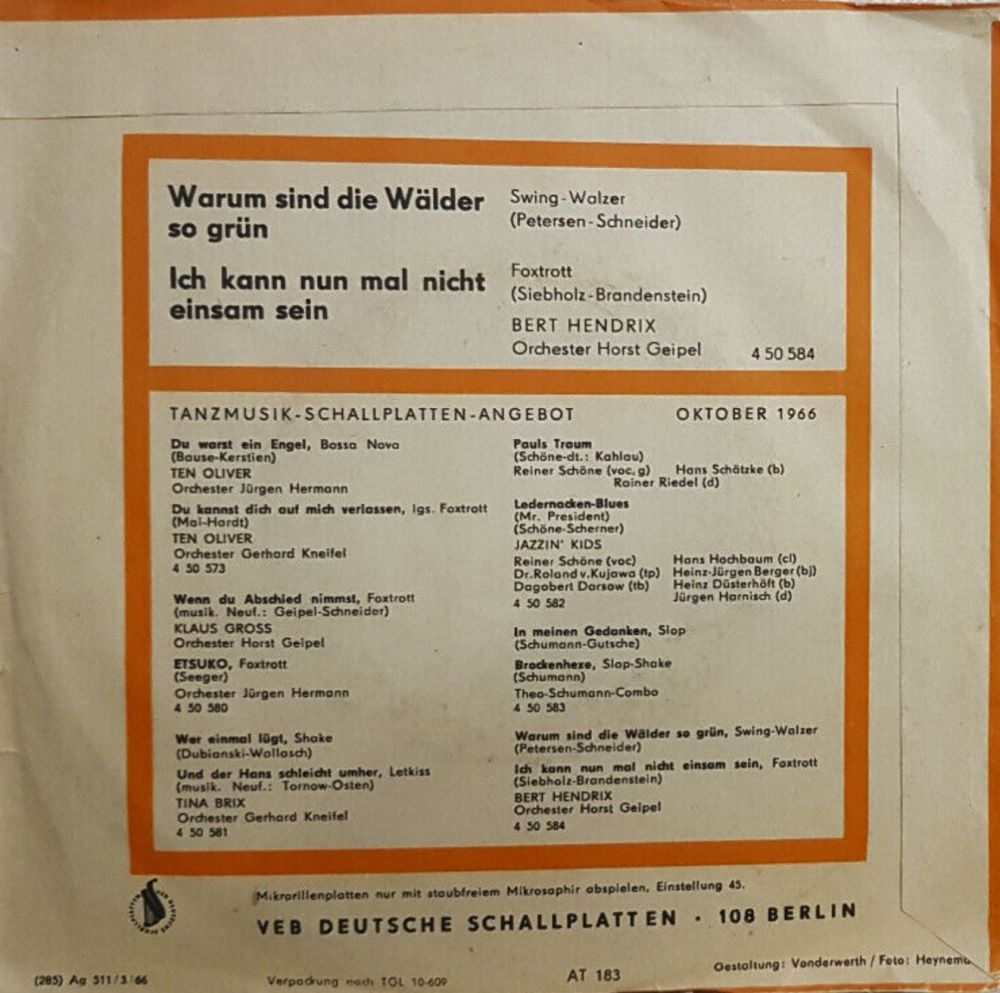 Warum sind die Wälder
so grün
Swing-Walzer
(Petersen-Schneider)
Ich kann nun mal nicht
einsam sein
Foxtrott
(Siebholz-Brandenstein)
BERT HENDRIX
Orchester Horst Geipel 4 50 584
TANZMUSIK-SCHALLPLATTEN-ANGEBOT OKTOBER 1966
Du warst ein Engel, Bossa Nova
(Bause-Kerstien)
TEN OLIVER
Orchester Jürgen Hermann
Du kannst dich auf mich verlassen, lgs. Foxtrott
(Mai-Hardt)
TEN OLIVER
Orchester Gerhard Kneifel
4 50 573
Wenn du Abschied nimmst, Foxtrott
(musik. Neuf.: Geipel-Schneider)
KLAUS GROSS
Orchester Horst Geipel
ETSUKO, Foxtrott
(Seeger)
Orchester Jürgen Hermann
4 50 580
Wer einmal lügt, Shake
(Dubianski-Wallasch)
Und der Hans schleicht umher, Letkiss
(musik. Neuf.: Tornow-Osten)
TINA BRIX
Orchester Gerhard Kneifel
4 50 581
Pauls Traum
(Schöne-dt.: Kahlau)
Reiner Schöne (voc, g) Hans Schätzke (b)
Rainer Riedel (d)
Ledernacken-Blues
(Mr. President)
(Schöne-Scherner)
JAZZIN' KIDS
Reiner Schöne (voc) Hans Hochbaum (cl)
Dr. Roland v. Kujawa (tp) Heinz-Jürgen Berger (bj)
Dagobert Darsow (tb) Heinz Düsterhöft (b)
4 50 582 Jürgen Harnisch (d)
In meinen Gedanken, Slop
(Schumann-Gutsche)
Brockenhexe, Slop-Shake
(Schumann)
Theo-Schumann-Combo
4 50 583
Warum sind die Wälder so grün, Swing-Walzer
(Petersen-Schneider)
Ich kann nun mal nicht einsam sein, Foxtrott
(Siebholz-Brandenstein)
BERT HENDRIX
Orchester Horst Geipel
4 50 584
Mikrorillenplatten nur mit staubfreiem Mikrosaphir abspielen, Einstellung 45.
VEB DEUTSCHE SCHALLPLATTEN · 108 BERLIN
(285) Ag 511/3/66 Verpackung nach TGL 10-609 AT 183 Gestaltung: Vonderwerth / Foto: Heynema